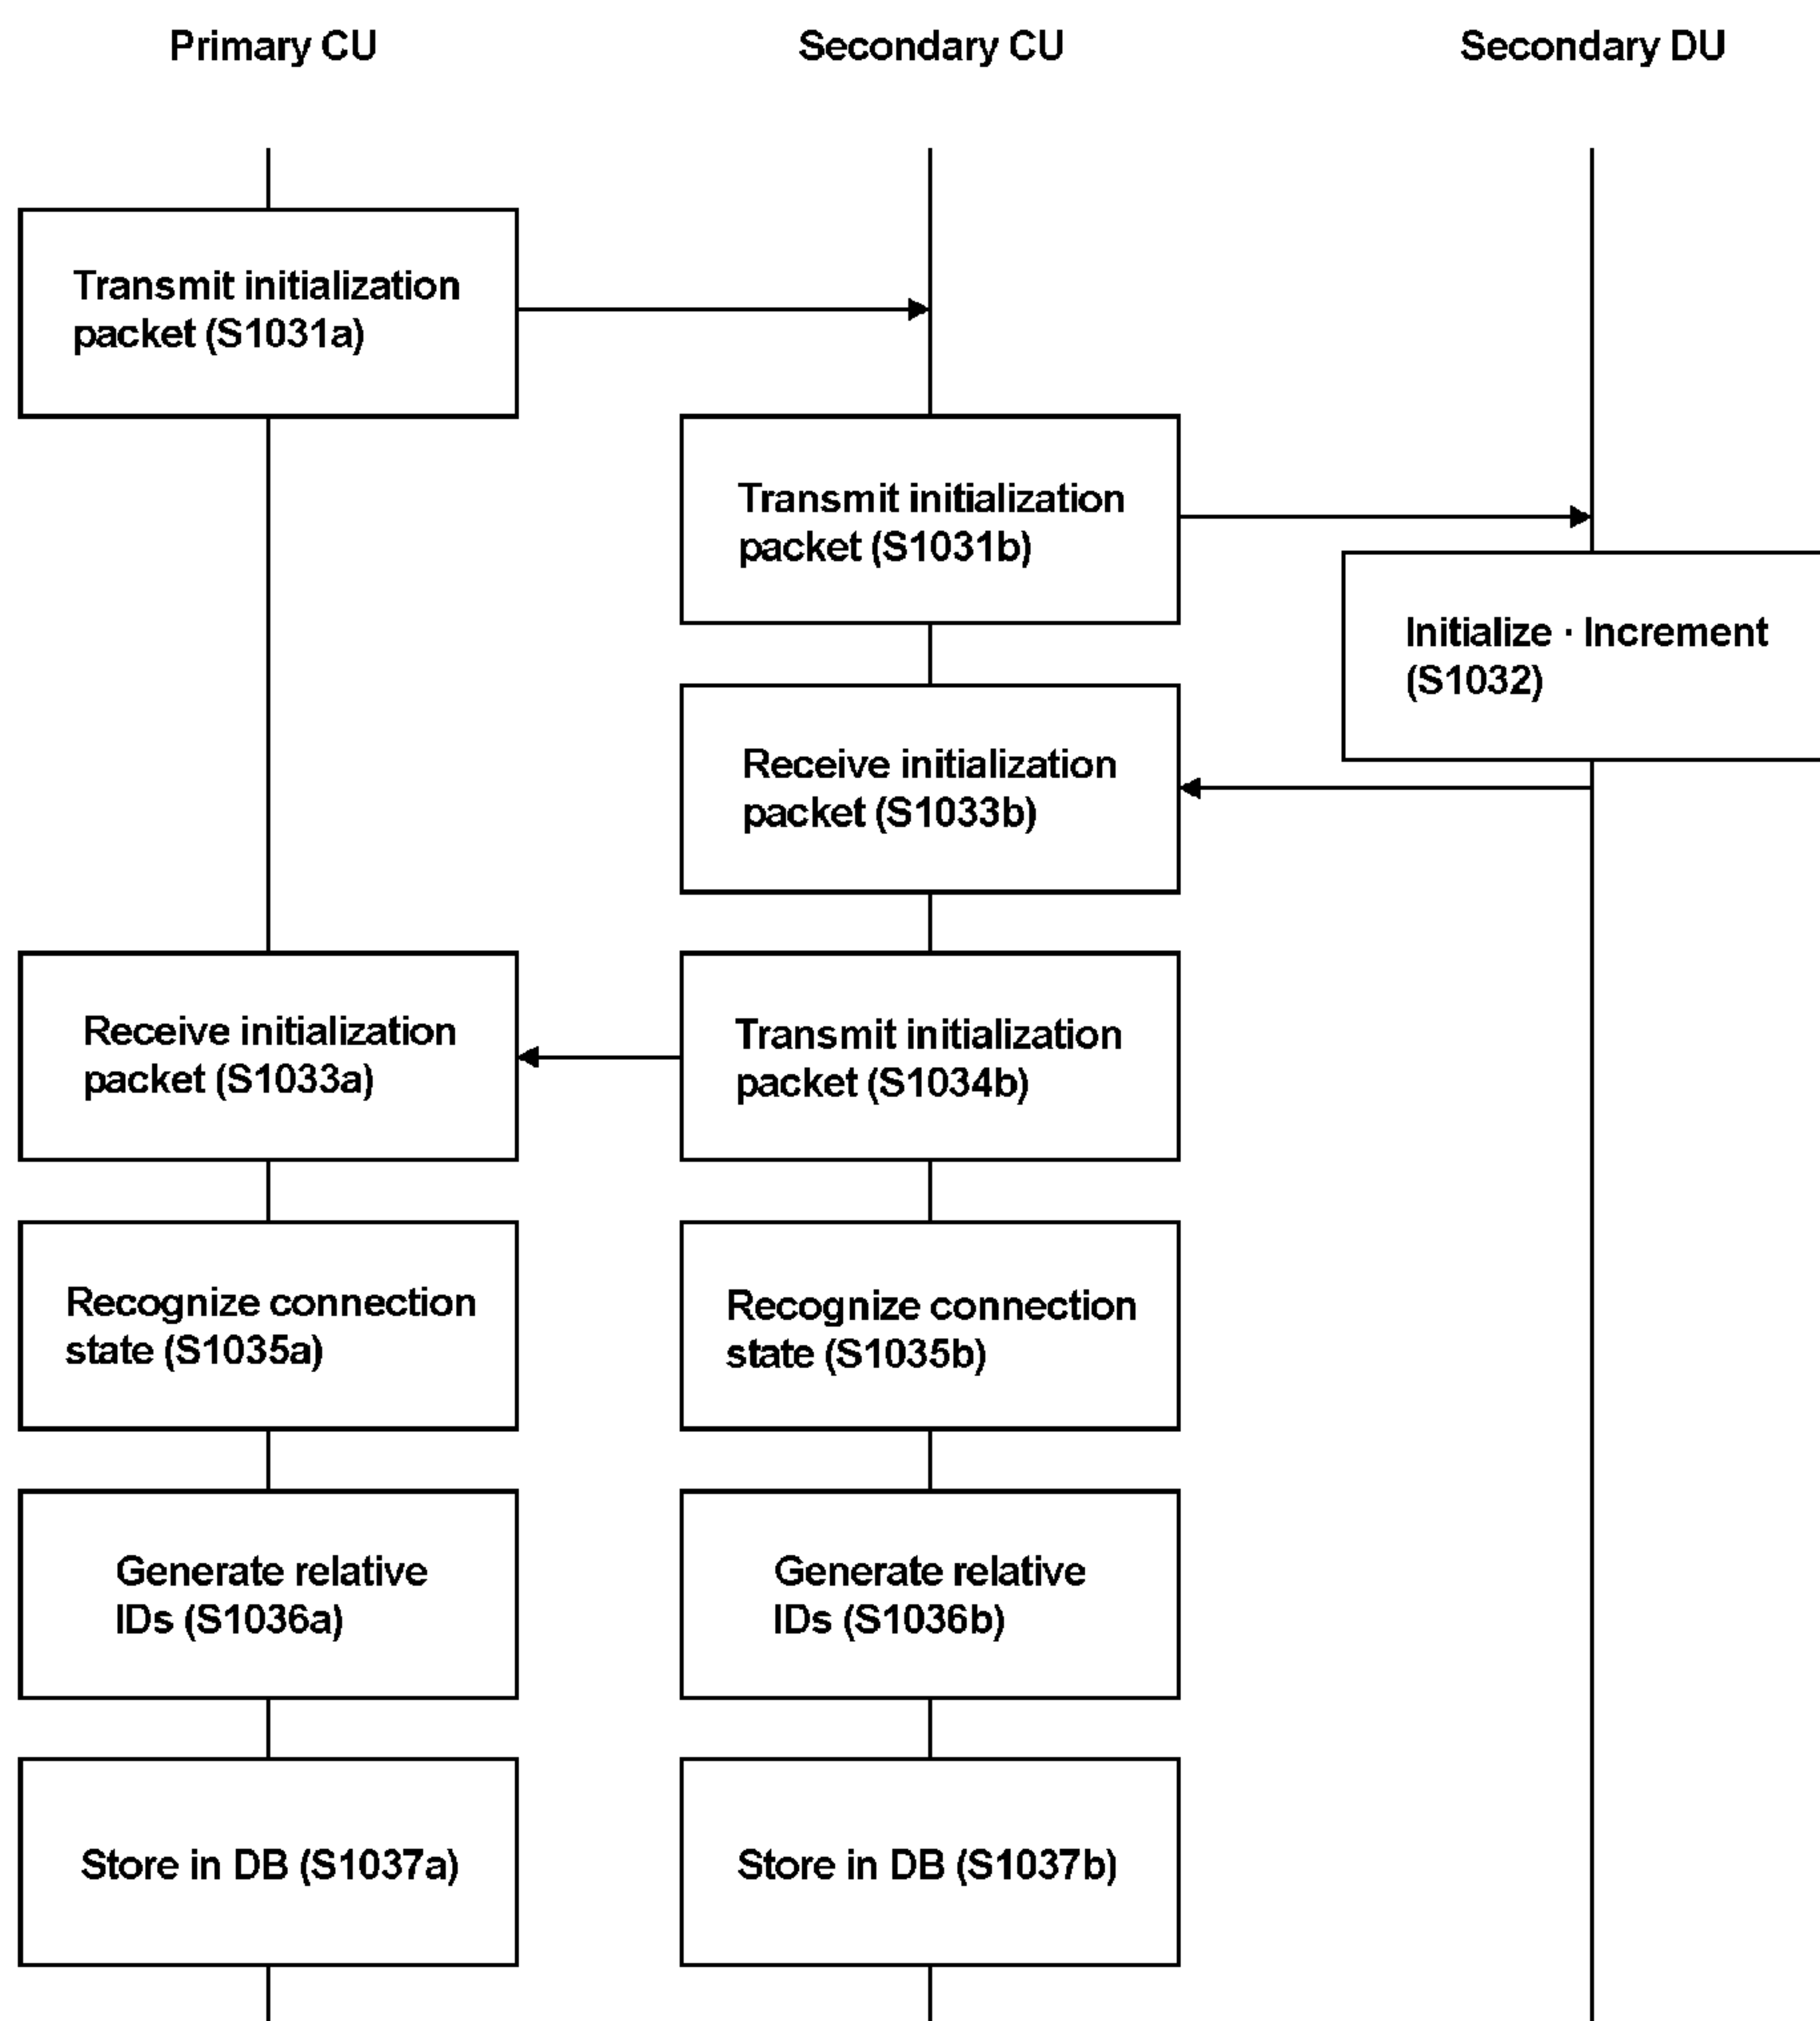 Primary CU
Secondary CU
Secondary DU
Transmit initialization
packet (S1031a)
Transmit initialization
packet (S1031b)
Initialize · Increment
(S1032)
Receive initialization
packet (S1033b)
Receive initialization
packet (S1033a)
Transmit initialization
packet (S1034b)
Recognize connection
state (S1035a)
Recognize connection
state (S1035b)
Generate relative
IDs (S1036a)
Generate relative
IDs (S1036b)
Store in DB (S1037a)
Store in DB (S1037b)